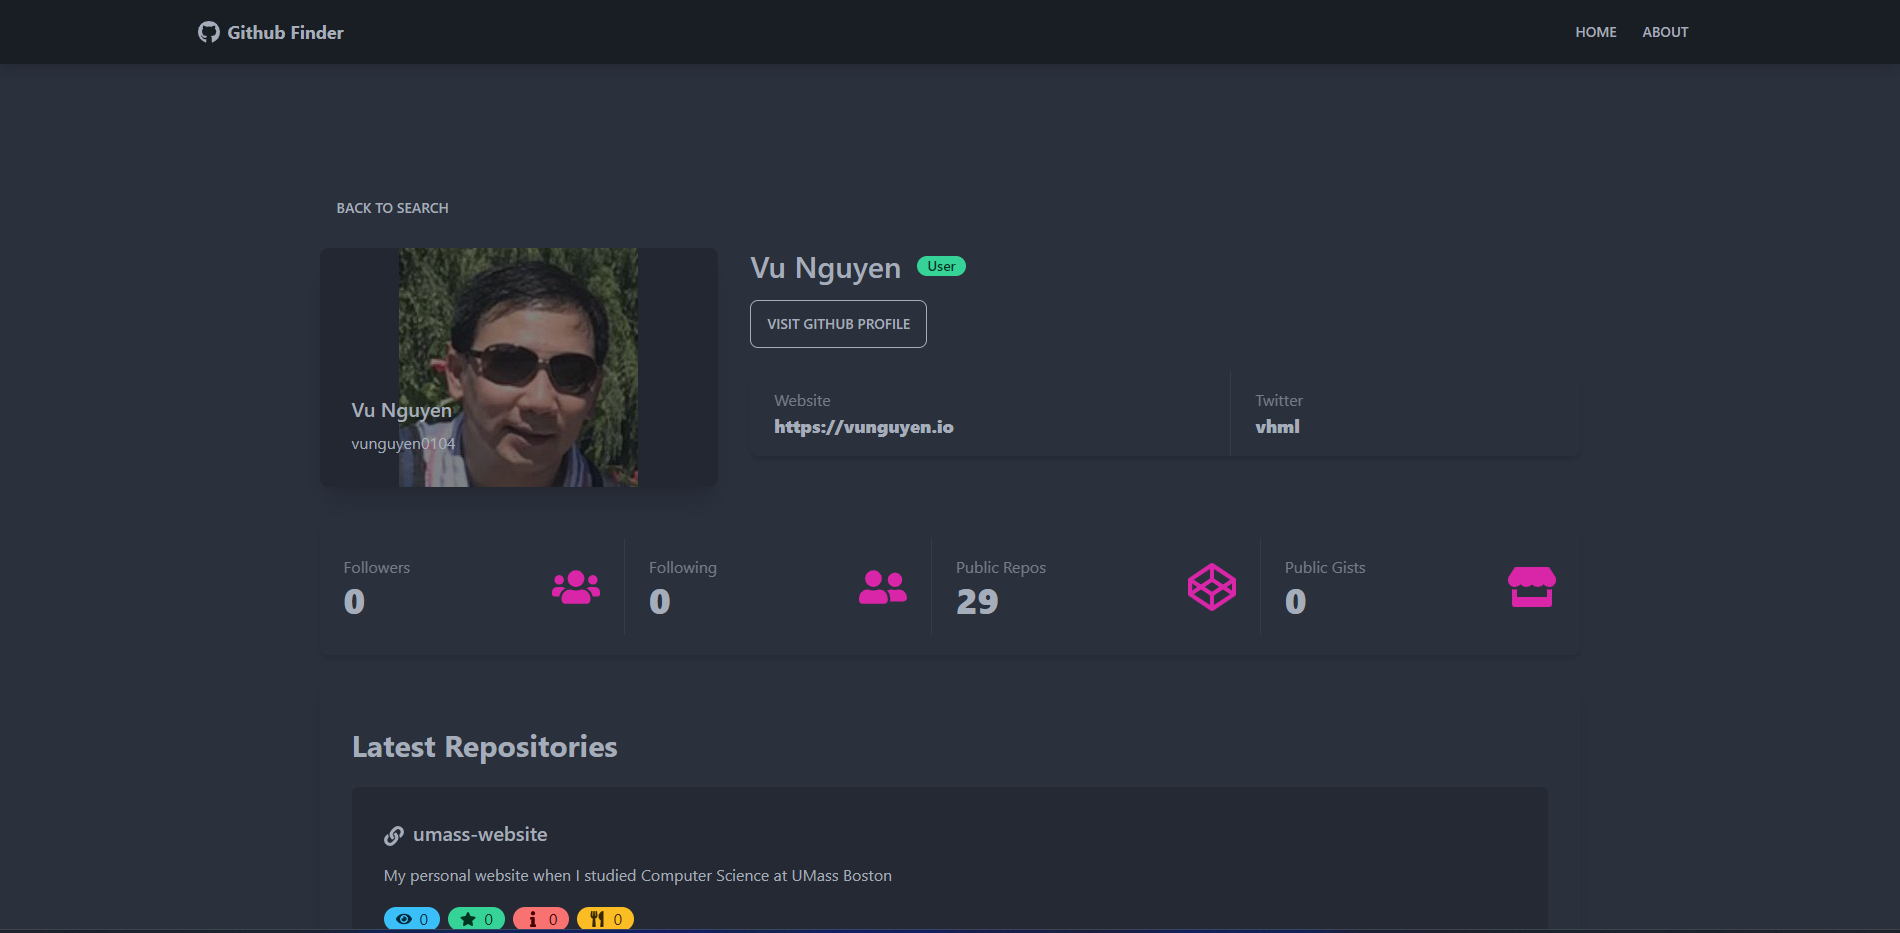 Github Finder
HOME ABOUT
BACK TO SEARCH
Vu Nguyen
vunguyen0104
Vu Nguyen User
VISIT GITHUB PROFILE
Website
https://vunguyen.io
Twitter
vhml
Followers
0
Following
0
Public Repos
29
Public Gists
0
Latest Repositories
umass-website
My personal website when I studied Computer Science at UMass Boston
0 0 0 0